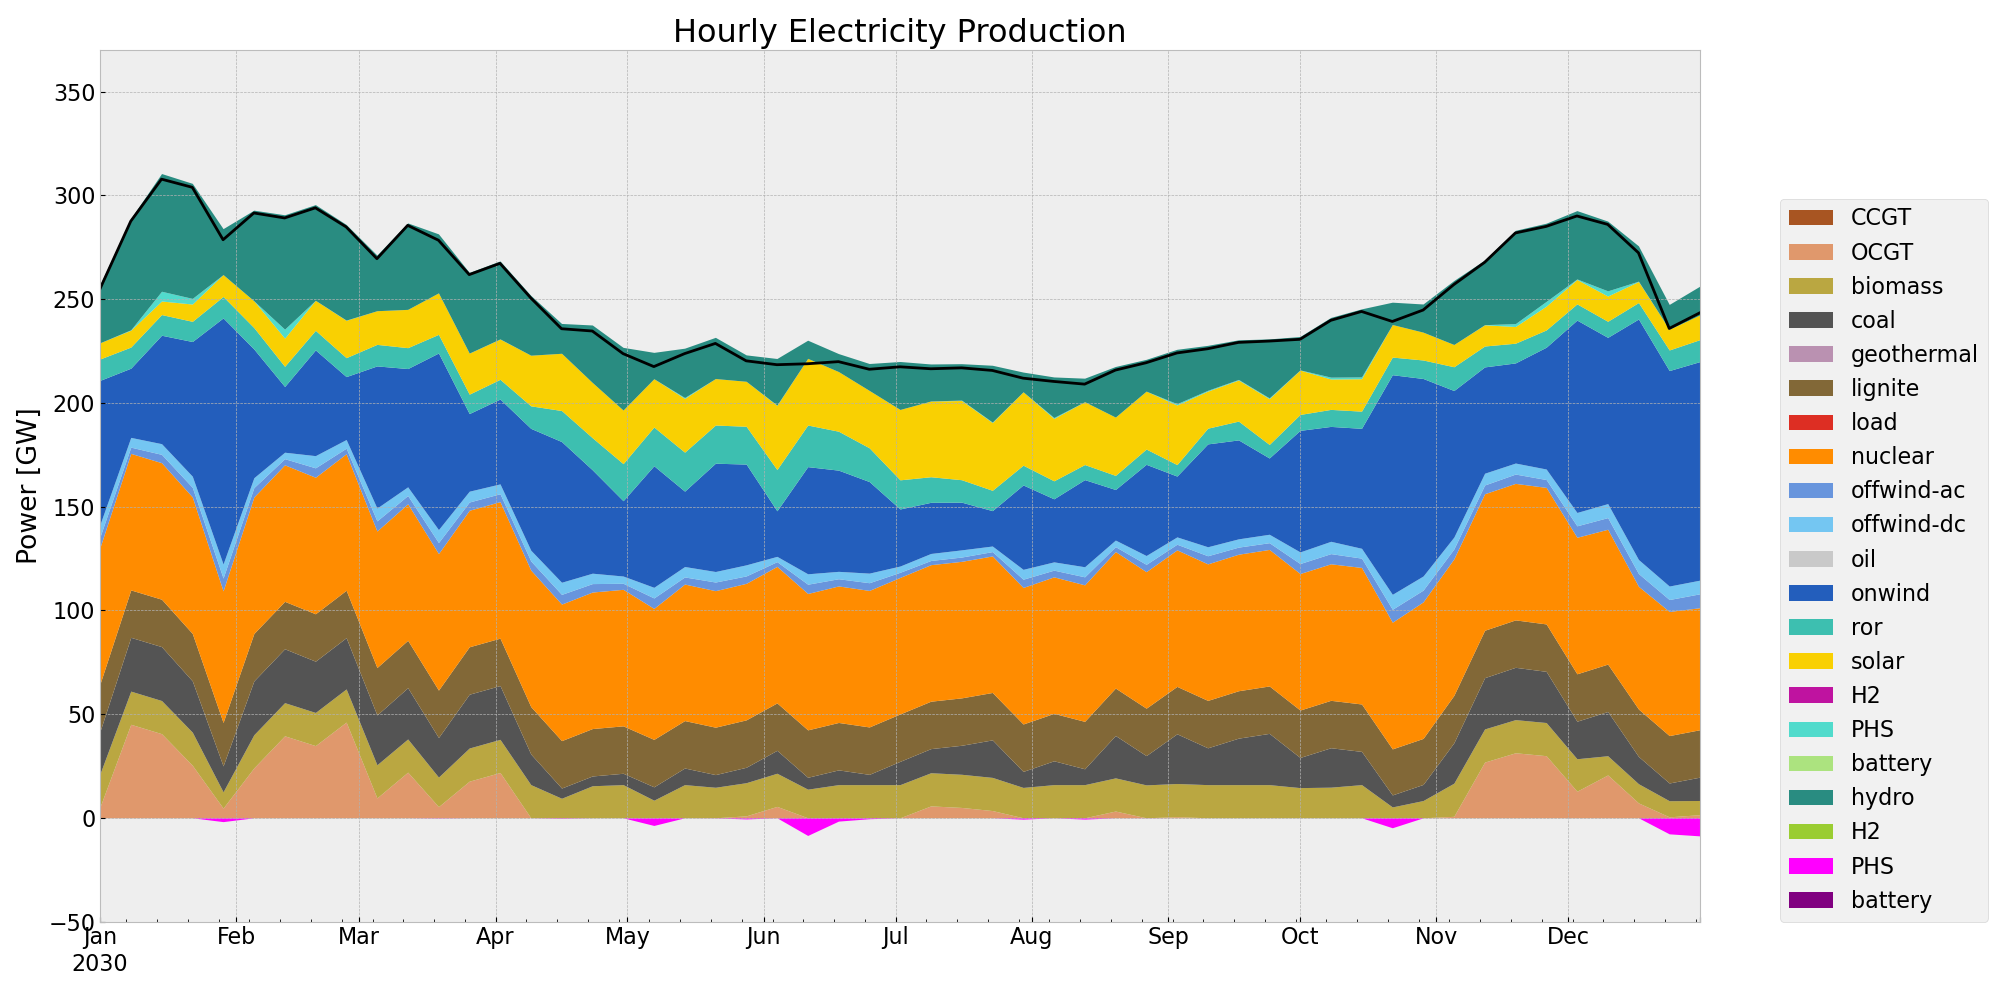 Hourly Electricity Production
Power [GW]
350
300
250
200
150
100
50
0
−50
Jan
2030
Feb
Mar
Apr
May
Jun
Jul
Aug
Sep
Oct
Nov
Dec
CCGT
OCGT
biomass
coal
geothermal
lignite
load
nuclear
offwind-ac
offwind-dc
oil
onwind
ror
solar
H2
PHS
battery
hydro
H2
PHS
battery